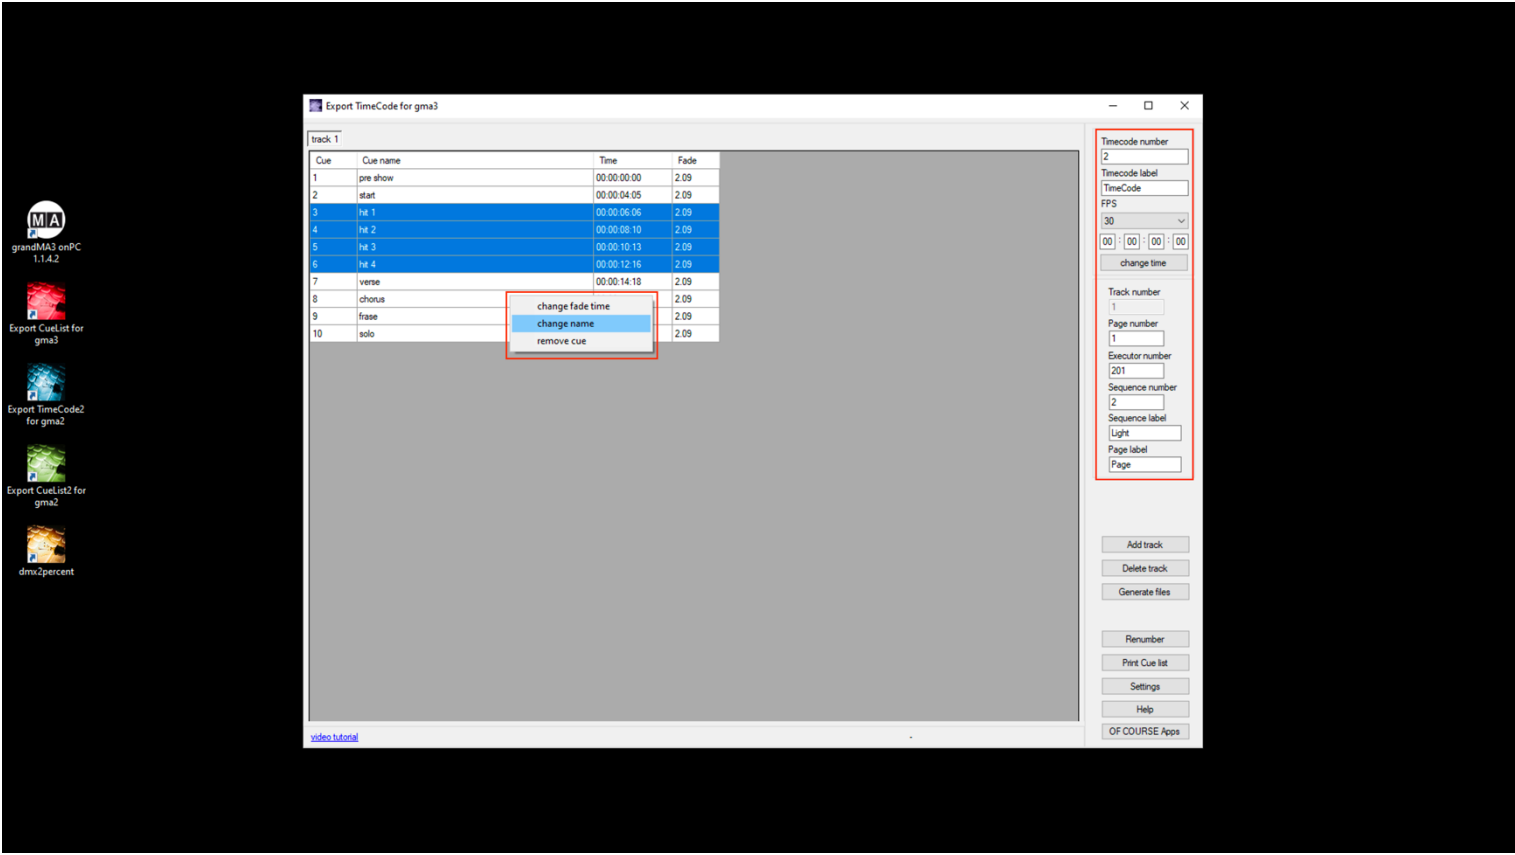 MA
grandMA3 onPC
1.1.4.2
Export CueList for
gma3
Export TimeCode2
for gma2
Export CueList2 for
gma2
dmx2percent
Export TimeCode for gma3
track 1
Cue Cue name Time Fade
1 pre show 00:00:00:00 2.09
2 start 00:00:04:05 2.09
3 hit 1 00:00:06:06 2.09
4 hit 2 00:00:08:10 2.09
5 hit 3 00:00:10:13 2.09
6 hit 4 00:00:12:16 2.09
7 verse 00:00:14:18 2.09
8 chorus 2.09
9 frase 2.09
10 solo 2.09
change fade time
change name
remove cue
video tutorial
-
Timecode number
2
Timecode label
TimeCode
FPS
30
00 : 00 : 00 : 00
change time
Track number
1
Page number
1
Executor number
201
Sequence number
2
Sequence label
Light
Page label
Page
Add track
Delete track
Generate files
Renumber
Print Cue list
Settings
Help
OF COURSE Apps